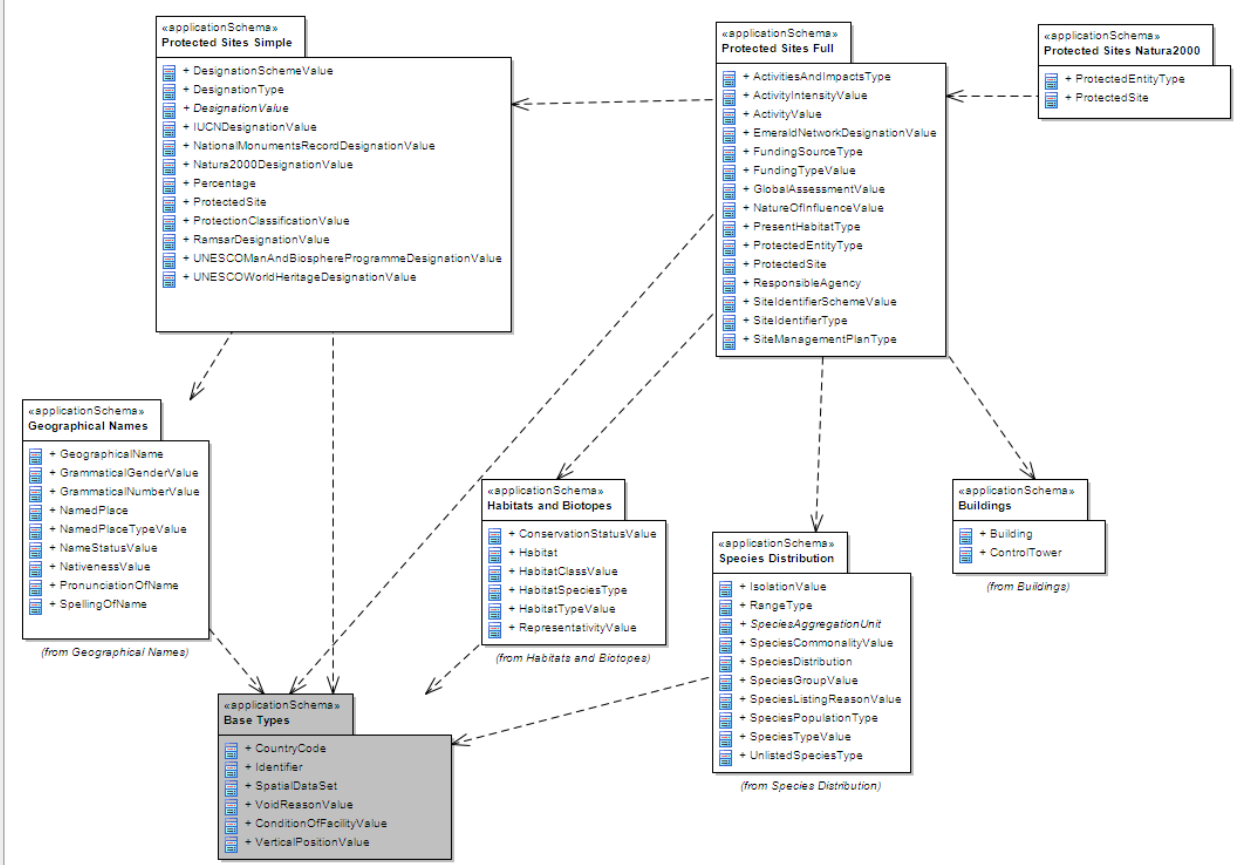 «applicationSchema»
Protected Sites Simple
+ DesignationSchemeValue
+ DesignationType
+ DesignationValue
+ IUCNDesignationValue
+ NationalMonumentsRecordDesignationValue
+ Natura2000DesignationValue
+ Percentage
+ ProtectedSite
+ ProtectionClassificationValue
+ RamsarDesignationValue
+ UNESCOManAndBiosphereProgrammeDesignationValue
+ UNESCOWorldHeritageDesignationValue
«applicationSchema»
Protected Sites Full
+ ActivitiesAndImpactsType
+ ActivityIntensityValue
+ ActivityValue
+ EmeraldNetworkDesignationValue
+ FundingSourceType
+ FundingTypeValue
+ GlobalAssessmentValue
+ NatureOfInfluenceValue
+ PresentHabitatType
+ ProtectedEntityType
+ ProtectedSite
+ ResponsibleAgency
+ SiteIdentifierSchemeValue
+ SiteIdentifierType
+ SiteManagementPlanType
«applicationSchema»
Protected Sites Natura2000
+ ProtectedEntityType
+ ProtectedSite
«applicationSchema»
Geographical Names
+ GeographicalName
+ GrammaticalGenderValue
+ GrammaticalNumberValue
+ NamedPlace
+ NamedPlaceTypeValue
+ NameStatusValue
+ NativenessValue
+ PronunciationOfName
+ SpellingOfName
(from Geographical Names)
«applicationSchema»
Habitats and Biotopes
+ ConservationStatusValue
+ Habitat
+ HabitatClassValue
+ HabitatSpeciesType
+ HabitatTypeValue
+ RepresentativityValue
(from Habitats and Biotopes)
«applicationSchema»
Species Distribution
+ IsolationValue
+ RangeType
+ SpeciesAggregationUnit
+ SpeciesCommonalityValue
+ SpeciesDistribution
+ SpeciesGroupValue
+ SpeciesListingReasonValue
+ SpeciesPopulationType
+ SpeciesTypeValue
+ UnlistedSpeciesType
(from Species Distribution)
«applicationSchema»
Buildings
+ Building
+ ControlTower
(from Buildings)
«applicationSchema»
Base Types
+ CountryCode
+ Identifier
+ SpatialDataSet
+ VoidReasonValue
+ ConditionOfFacilityValue
+ VerticalPositionValue